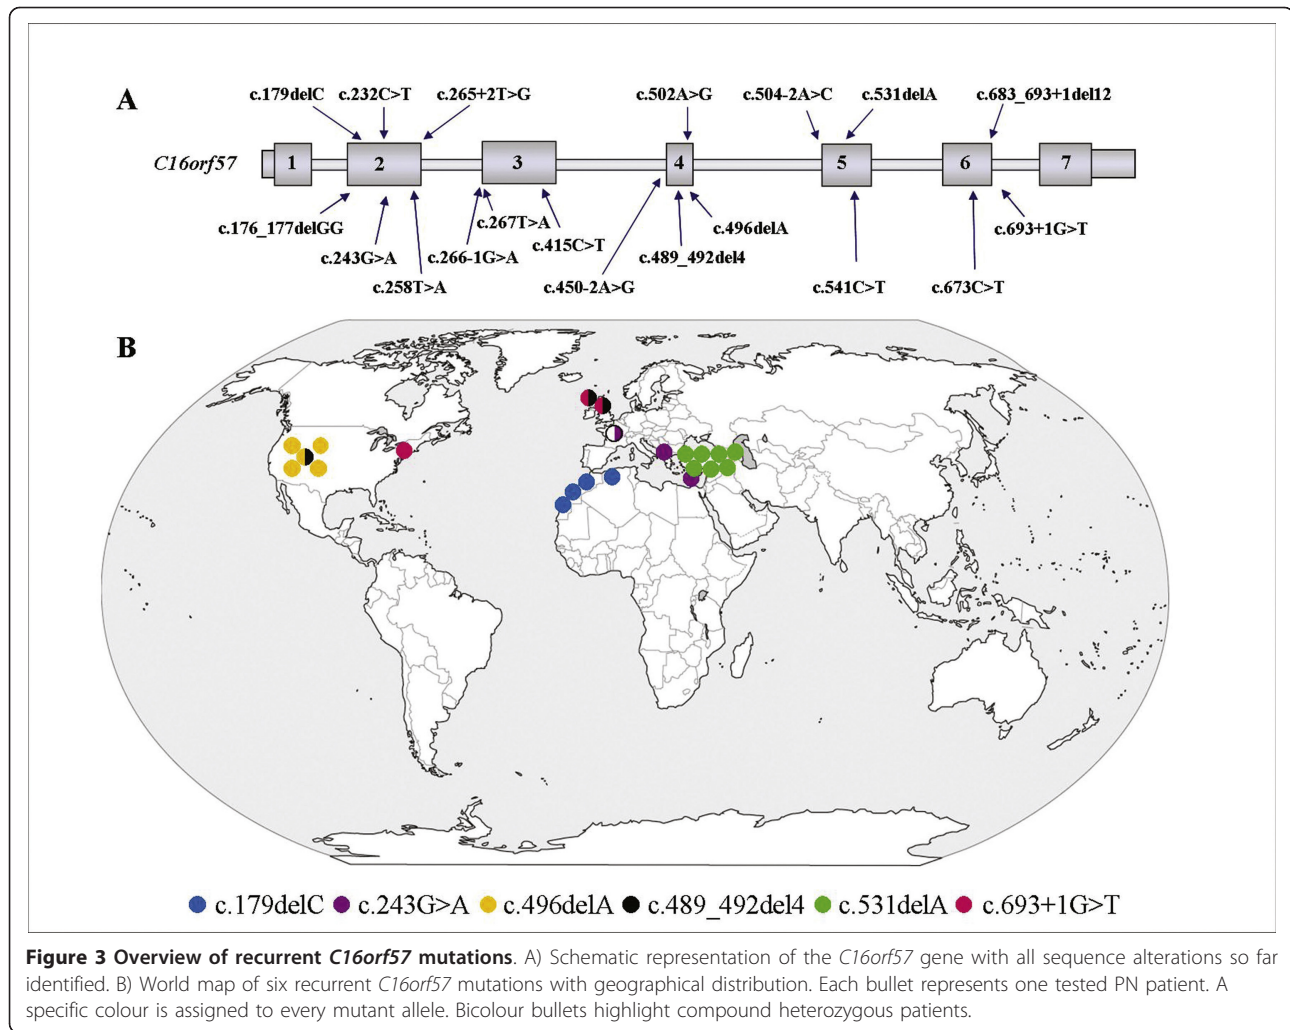 A
c.179delC c.232C>T c.265+2T>G c.502A>G c.504-2A>C c.531delA c.683_693+1del12
C16orf57 1 2 3 4 5 6 7
c.176_177delGG c.267T>A c.496delA c.693+1G>T
c.243G>A c.266-1G>A c.415C>T c.489_492del4
c.258T>A c.450-2A>G c.541C>T c.673C>T
B
c.179delC c.243G>A c.496delA c.489_492del4 c.531delA c.693+1G>T
Figure 3 Overview of recurrent C16orf57 mutations. A) Schematic representation of the C16orf57 gene with all sequence alterations so far
identified. B) World map of six recurrent C16orf57 mutations with geographical distribution. Each bullet represents one tested PN patient. A
specific colour is assigned to every mutant allele. Bicolour bullets highlight compound heterozygous patients.